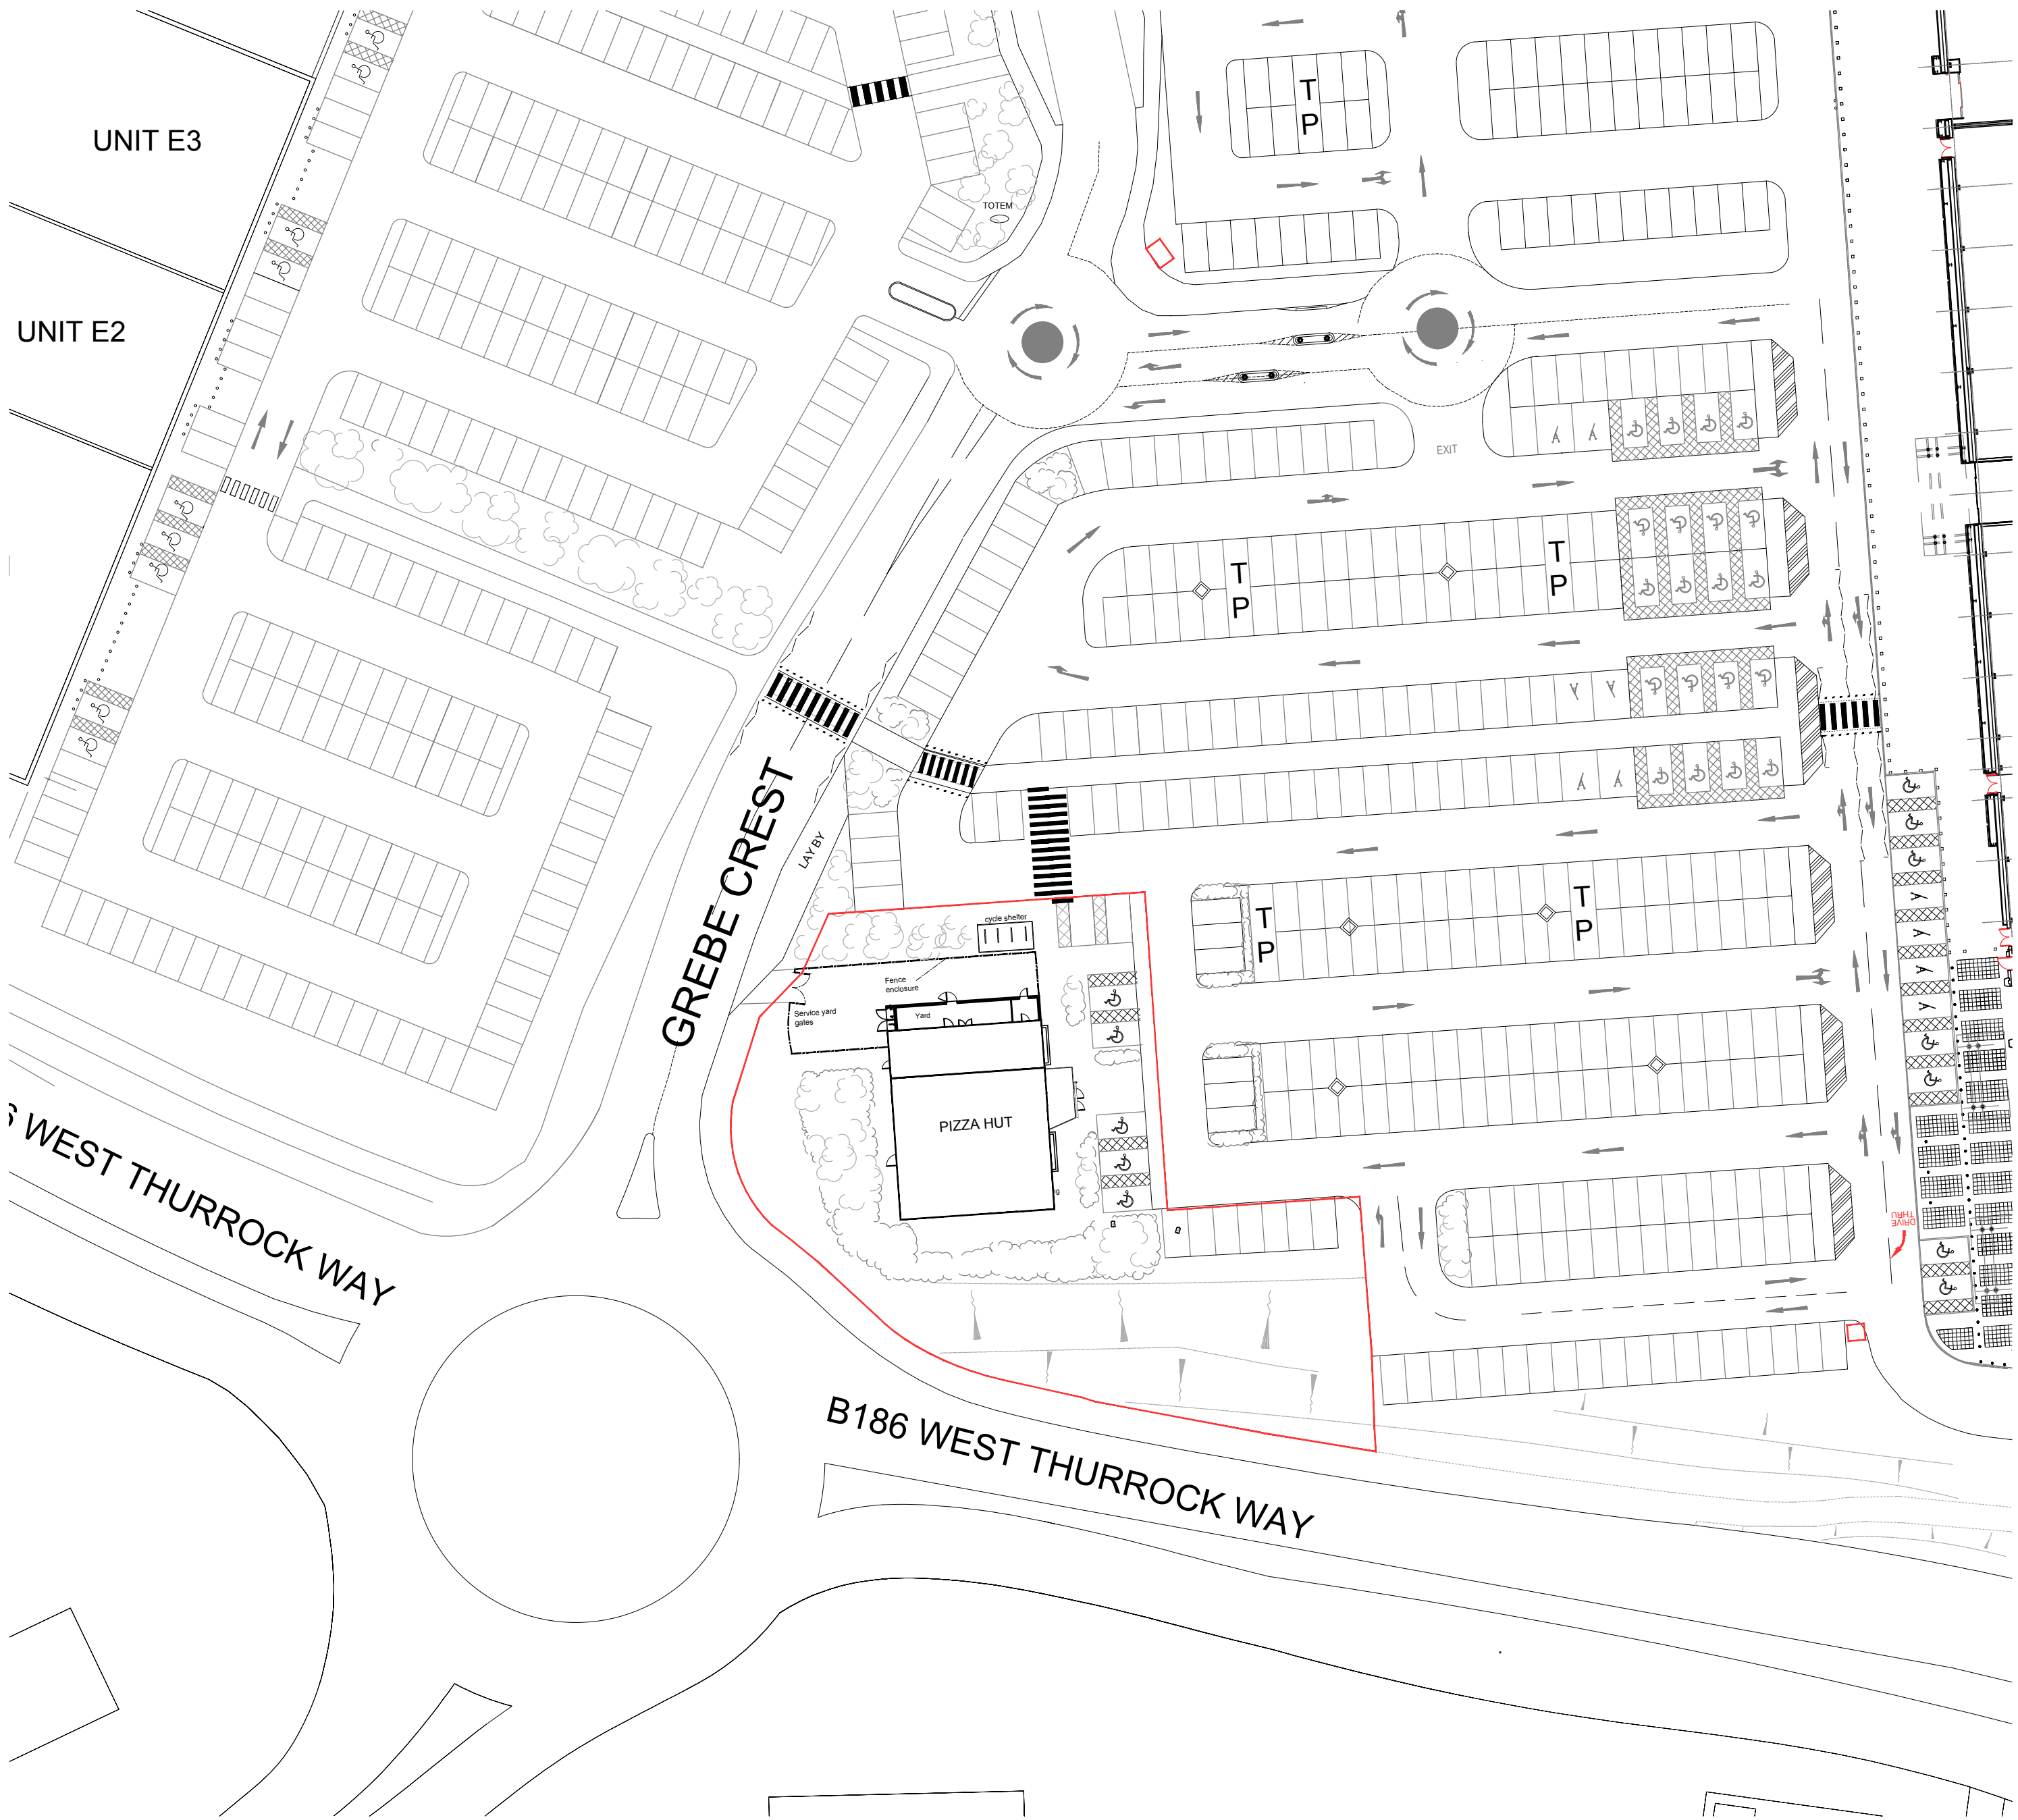 T
P
UNIT E3
TOTEM
UNIT E2
EXIT
T
P
T
P
GREBE CREST
LAY BY
T
P
T
P
cycle shelter
Fence
enclosure
Service yard
gates
Yard
PIZZA HUT
DRIVE
THRU
WEST THURROCK WAY
B186 WEST THURROCK WAY